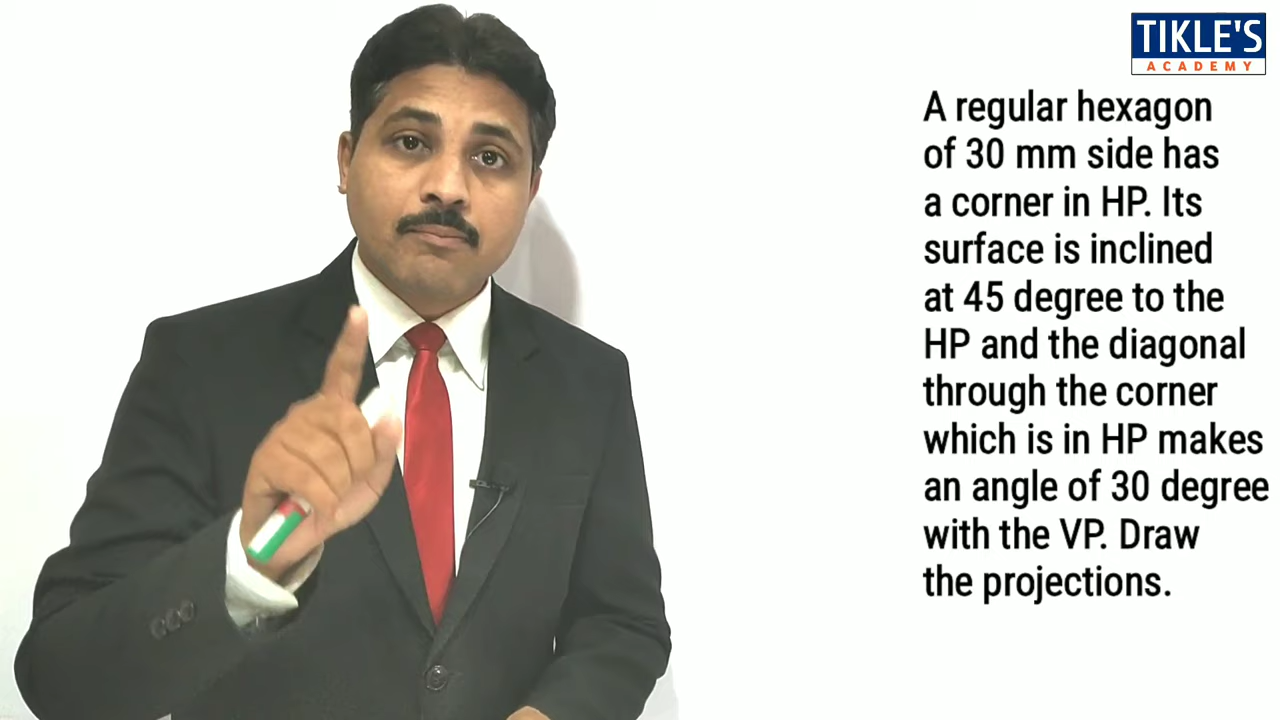 TIKLE'S
ACADEMY
A regular hexagon
of 30 mm side has
a corner in HP. Its
surface is inclined
at 45 degree to the
HP and the diagonal
through the corner
which is in HP makes
an angle of 30 degree
with the VP. Draw
the projections.